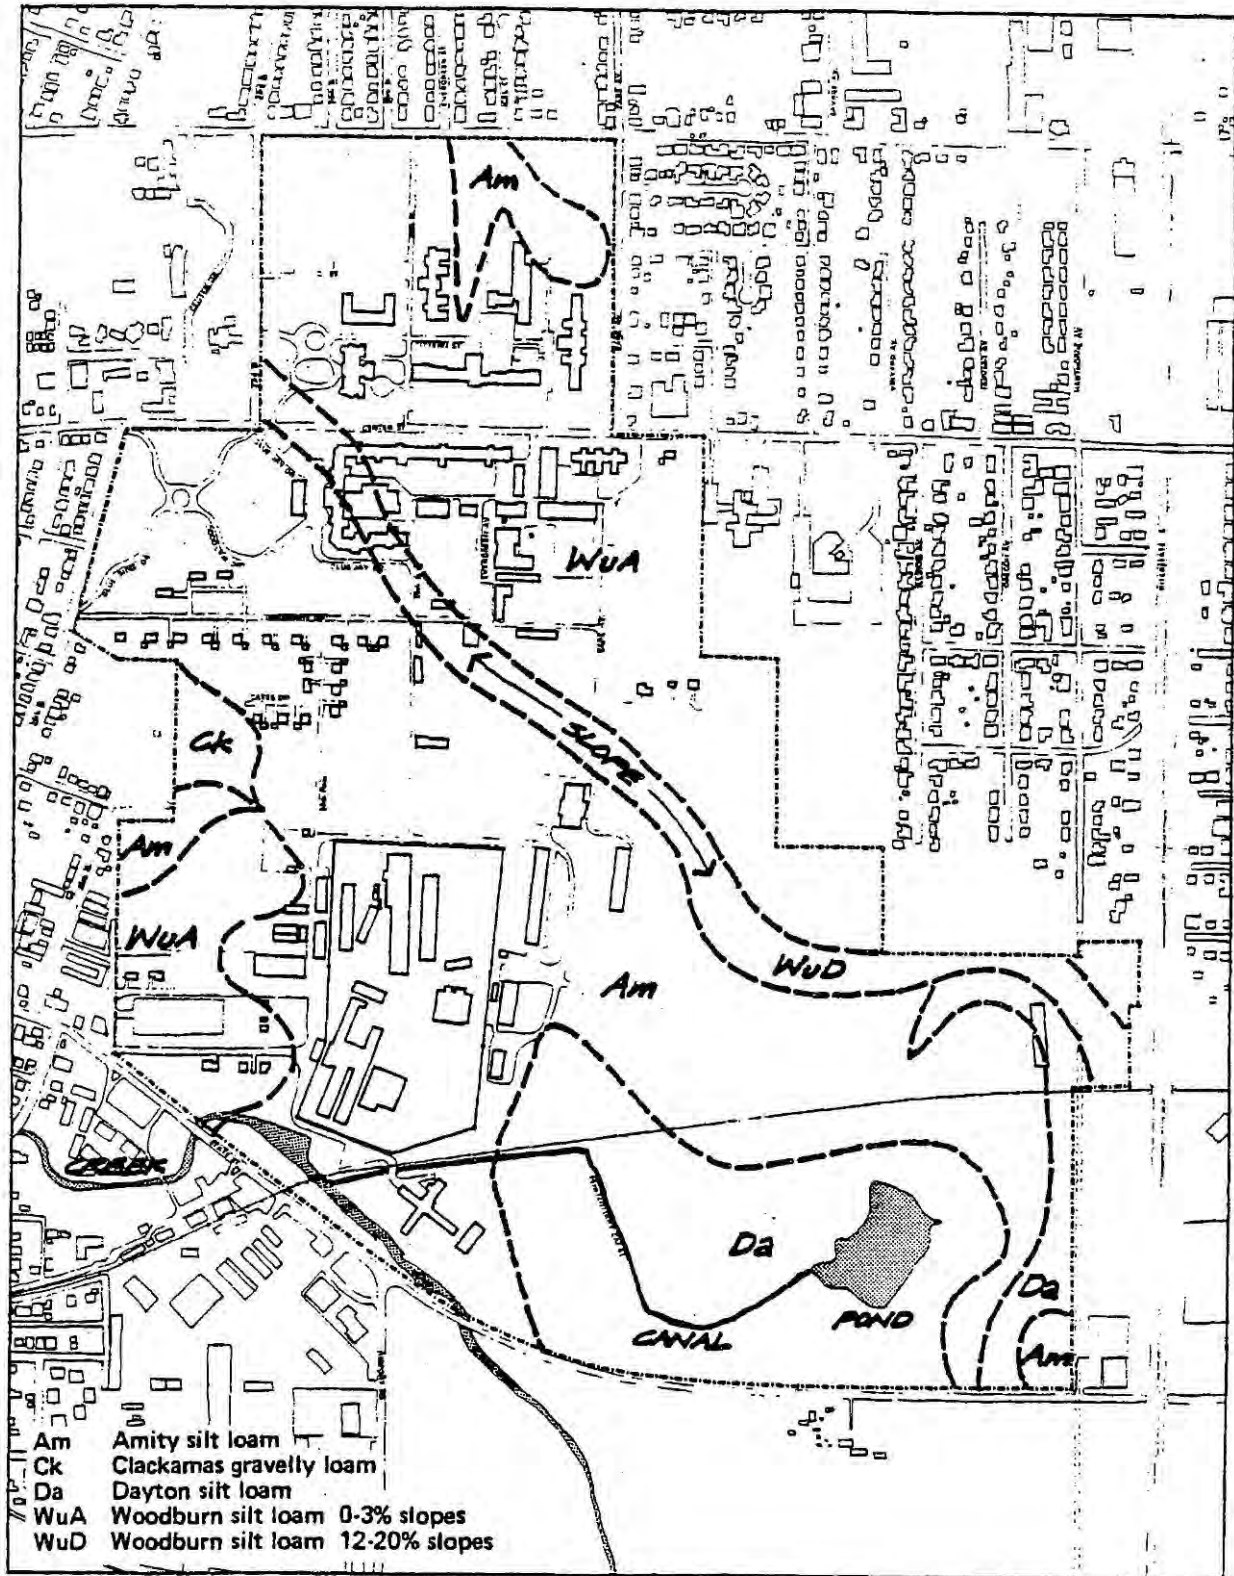 Am
WuA
SLOPE
Ck
Am
WuA
Am
WuD
CREEK
Da
Da
CANAL
POND
Am
Am Amity silt loam
Ck Clackamas gravelly loam
Da Dayton silt loam
WuA Woodburn silt loam 0-3% slopes
WuD Woodburn silt loam 12-20% slopes